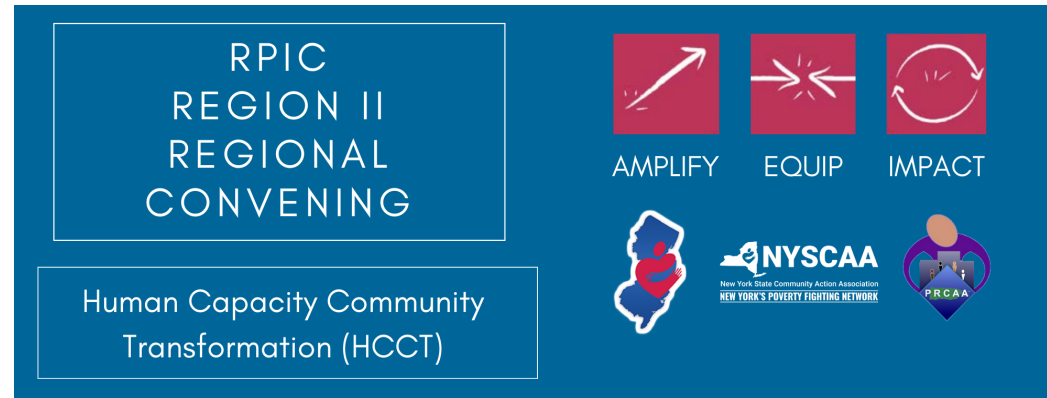 RPIC
REGION II
REGIONAL
CONVENING
Human Capacity Community
Transformation (HCCT)
AMPLIFY
EQUIP
IMPACT
NYSCAA
New York State Community Action Association
NEW YORK'S POVERTY FIGHTING NETWORK
PRCAA